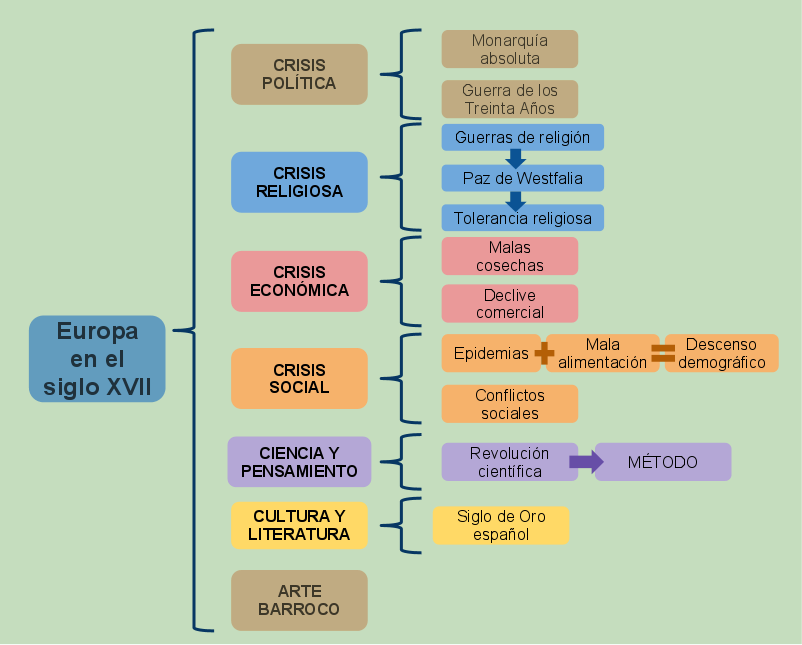 Europa
en el
siglo XVII
CRISIS
POLÍTICA
Monarquía
absoluta
Guerra de los
Treinta Años
CRISIS
RELIGIOSA
Guerras de religión
Paz de Westfalia
Tolerancia religiosa
CRISIS
ECONÓMICA
Malas
cosechas
Declive
comercial
CRISIS
SOCIAL
Epidemias
Mala
alimentación
Descenso
demográfico
Conflictos
sociales
CIENCIA Y
PENSAMIENTO
Revolución
científica
MÉTODO
CULTURA Y
LITERATURA
Siglo de Oro
español
ARTE
BARROCO